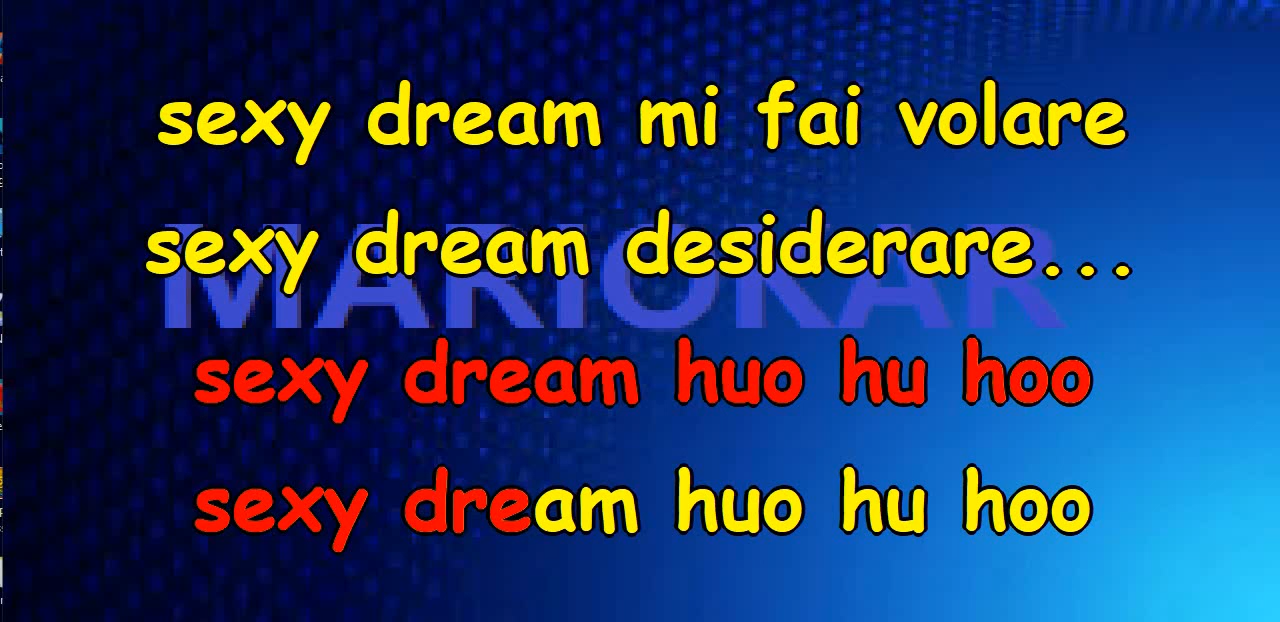 sexy dream mi fai volare
sexy dream desiderare...
MARIOKAR
sexy dream huo hu hoo
sexy dream huo hu hoo